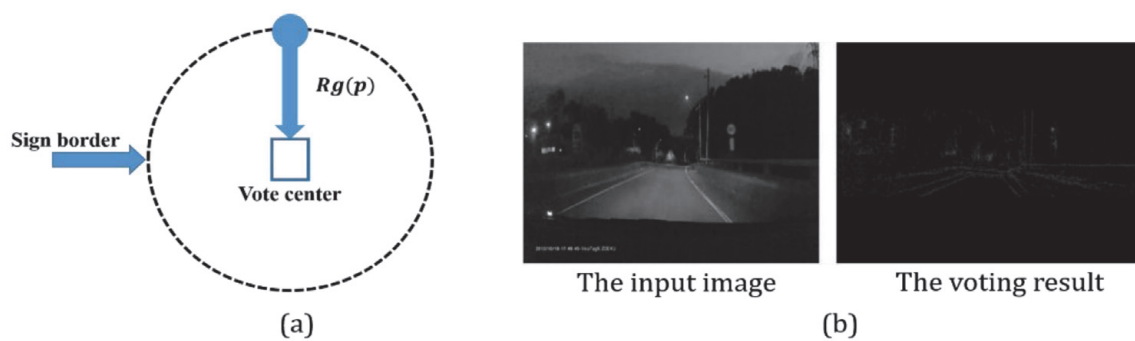 Rg(p)
Sign border
Vote center
The input image
The voting result
(a)
(b)